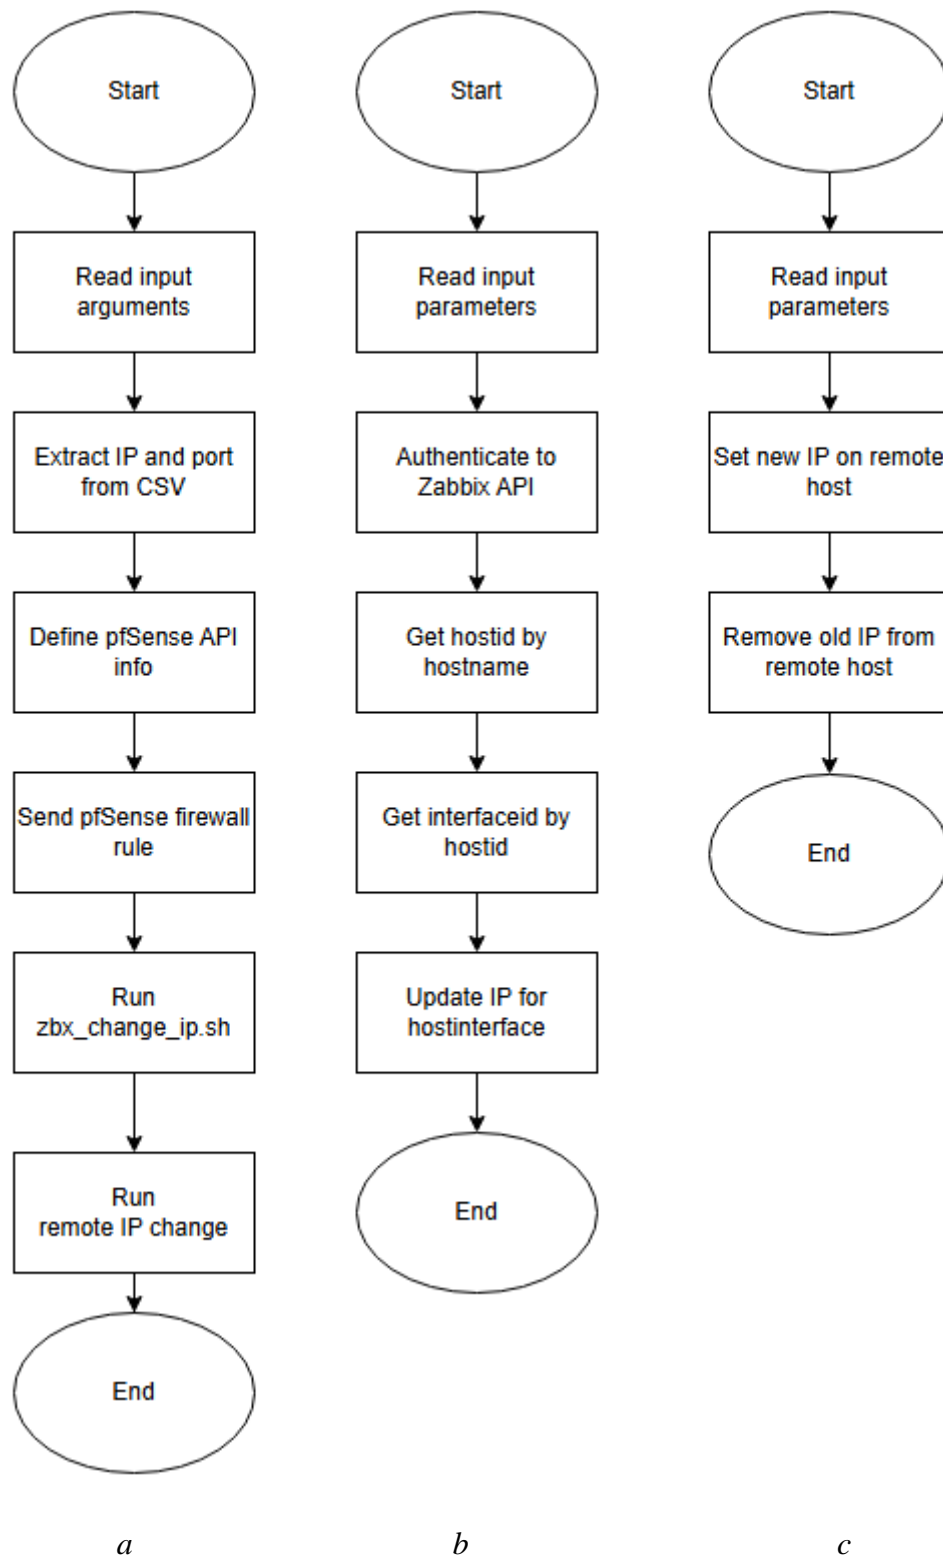 Start
Read input
arguments
Extract IP and port
from CSV
Define pfSense API
info
Send pfSense firewall
rule
Run
zbx_change_ip.sh
Run
remote IP change
End
a
Start
Read input
parameters
Authenticate to
Zabbix API
Get hostid by
hostname
Get interfaceid by
hostid
Update IP for
hostinterface
End
b
Start
Read input
parameters
Set new IP on remote
host
Remove old IP from
remote host
End
c